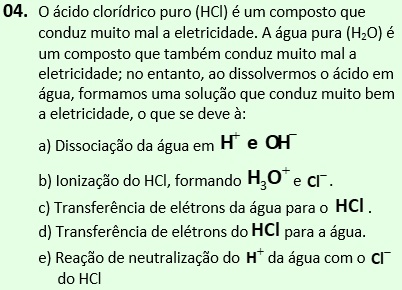 04. O ácido clorídrico puro (HCl) é um composto que
conduz muito mal a eletricidade. A água pura (H₂O) é
um composto que também conduz muito mal a
eletricidade; no entanto, ao dissolvermos o ácido em
água, formamos uma solução que conduz muito bem
a eletricidade, o que se deve à:
a) Dissociação da água em H⁺ e OH⁻
b) Ionização do HCl, formando H₃O⁺ e Cl⁻.
c) Transferência de elétrons da água para o HCl.
d) Transferência de elétrons do HCl para a água.
e) Reação de neutralização do H⁺ da água com o Cl⁻
do HCl